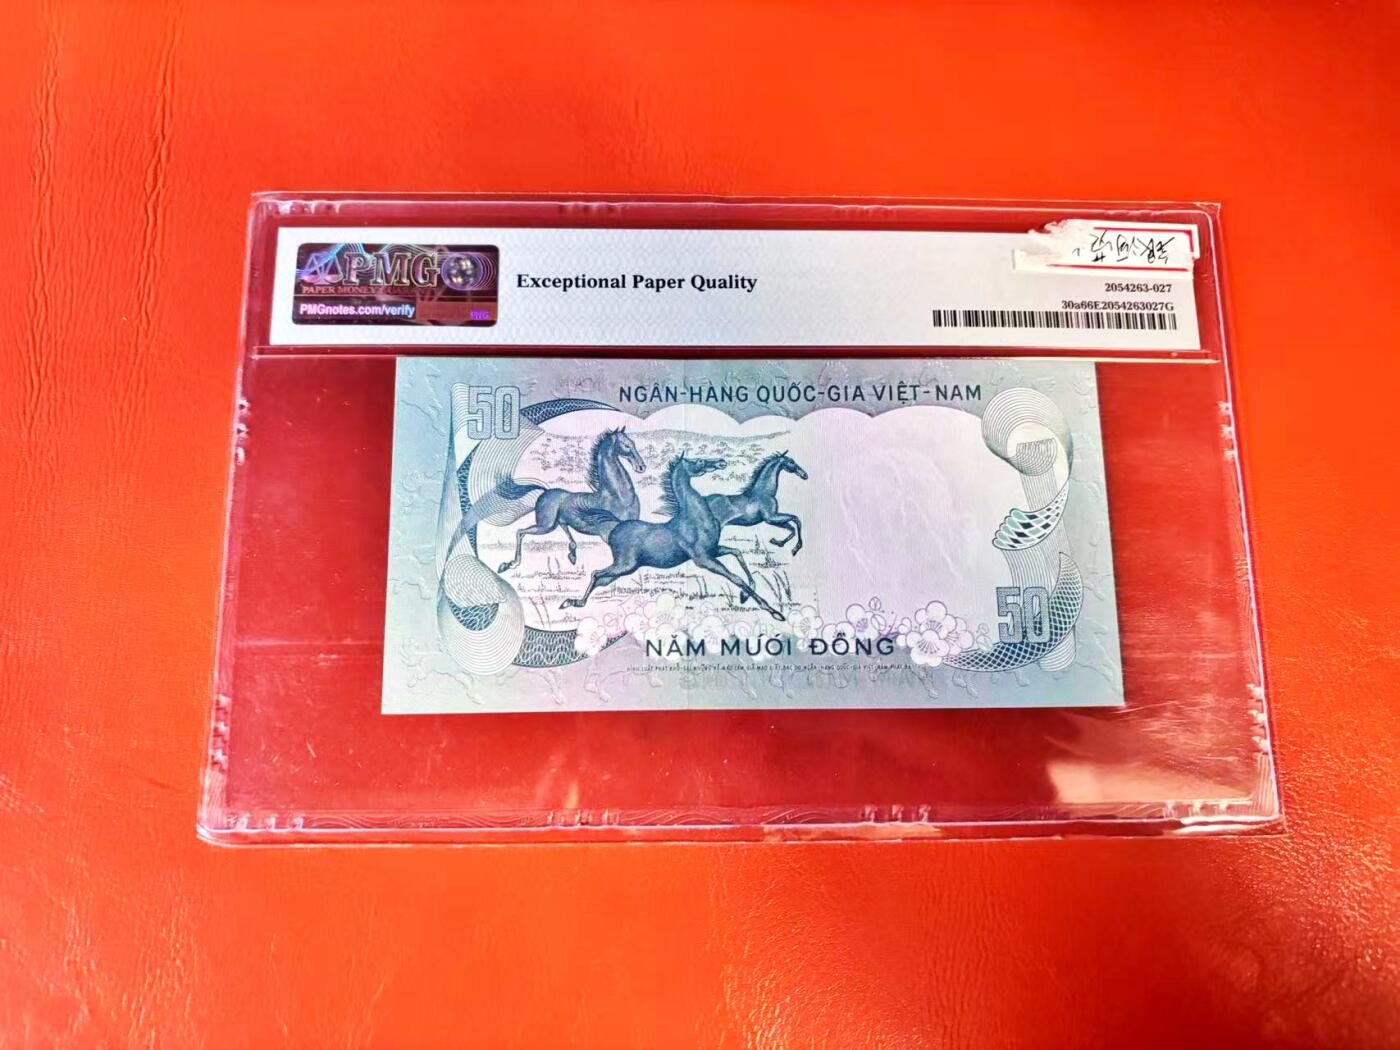 PMG
PAPER MONEY GUARANTY
PMGnotes.com/verify
PMG
Exceptional Paper Quality
2054263-027
30a66E2054263027G
50
NGÂN-HÀNG QUỐC-GIA VIỆT-NAM
50
NĂM MƯƠI ĐỒNG